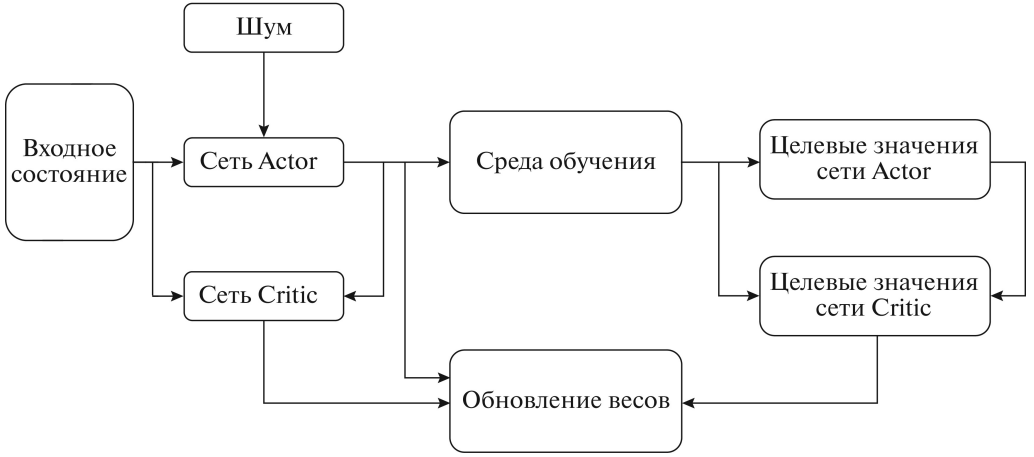 Шум
Входное
состояние
Сеть Actor
Среда обучения
Целевые значения
сети Actor
Сеть Critic
Целевые значения
сети Critic
Обновление весов